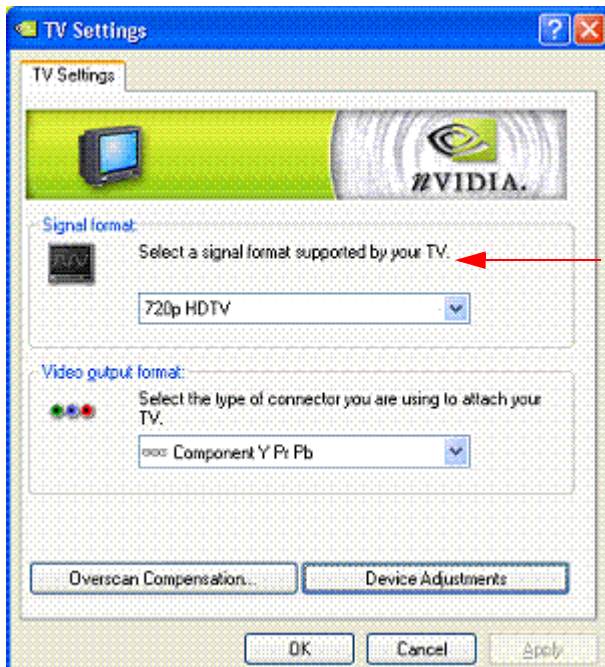 TV Settings
TV Settings
nVIDIA.
Signal format:
Select a signal format supported by your TV.
720p HDTV
Video output format:
Select the type of connector you are using to attach your
TV.
Component Y Pr Pb
Overscan Compensation...
Device Adjustments
OK
Cancel
Apply